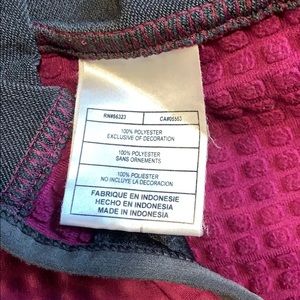 RN#56323 CA#05553
100% POLYESTER
EXCLUSIVE OF DECORATION
100% POLYESTER
SANS ORNEMENTS
100% POLIESTER
NO INCLUYE LA DECORACION
FABRIQUE EN INDONESIE
HECHO EN INDONESIA
MADE IN INDONESIA